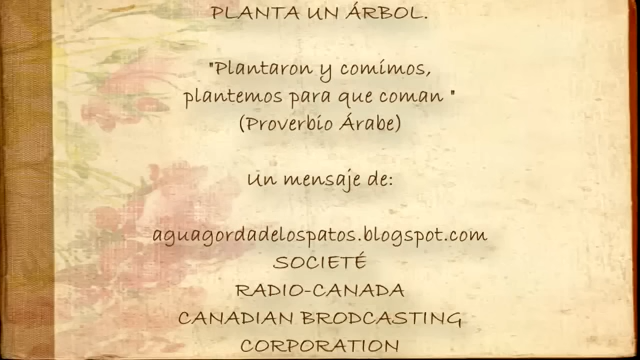 PLANTA UN ÁRBOL.
"Plantaron y comímos,
plantemos para que coman "
(Proverbio Árabe)
Un mensaje de:
aguagordadelospatos.blogspot.com
SOCIETÉ
RADIO-CANADA
CANADIAN BRODCASTING
CORPORATION